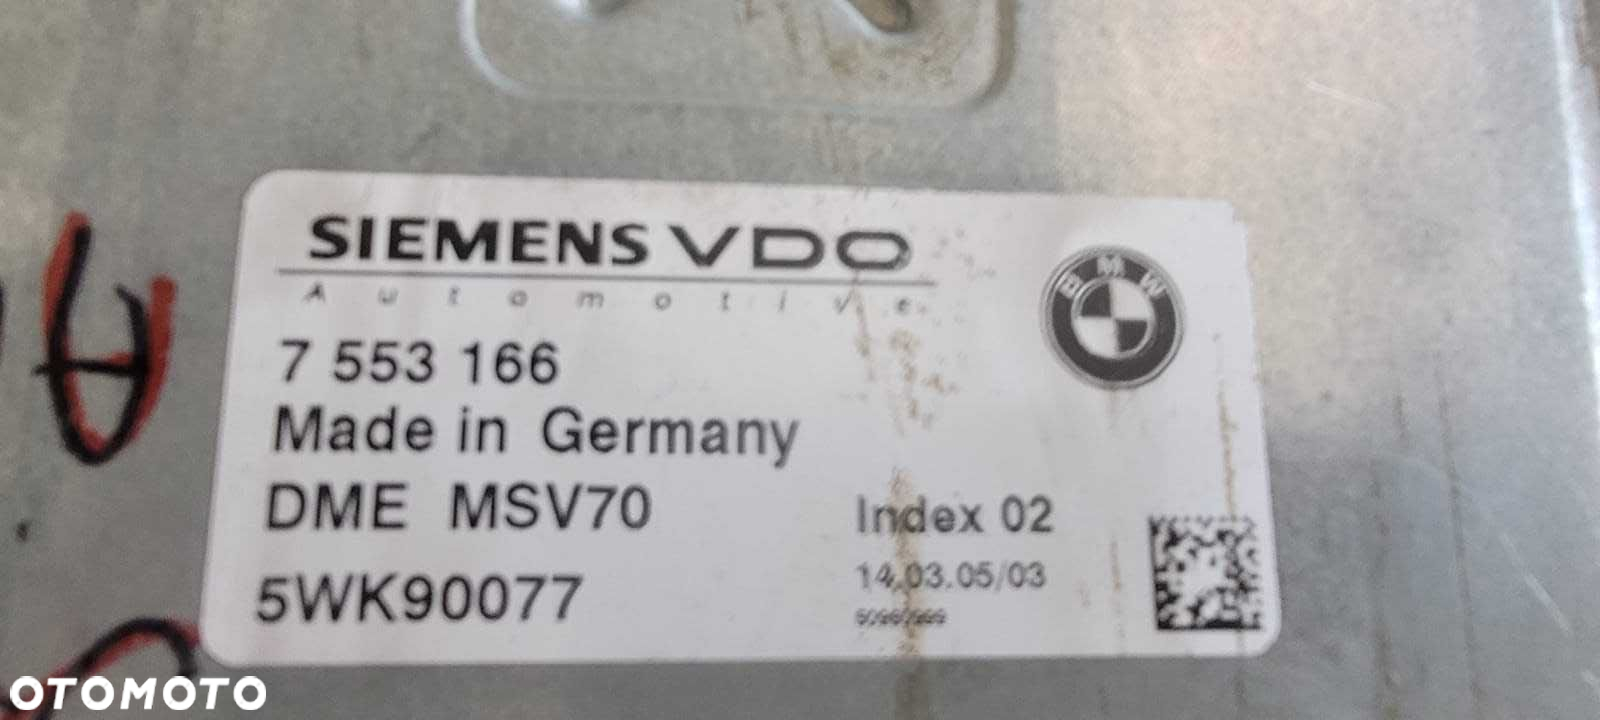 SIEMENS VDO
Automotive
BMW
7 553 166
Made in Germany
DME MSV70
Index 02
5WK90077
14.03.05/03
OTOMOTO